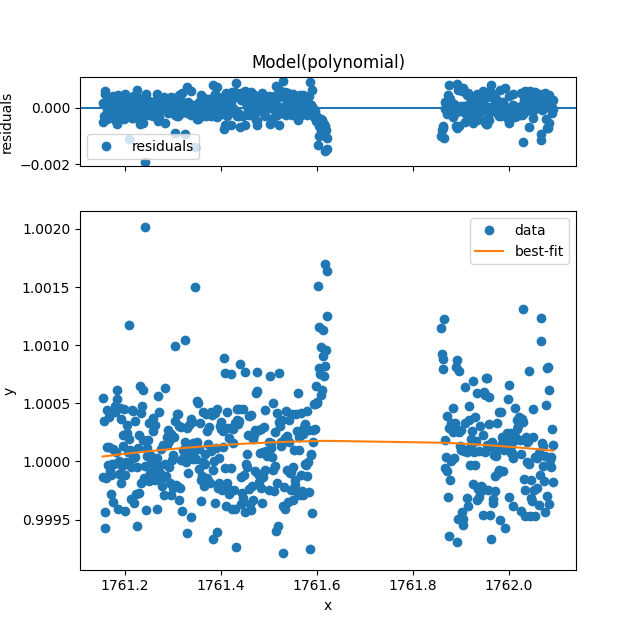 Model(polynomial)
residuals
0.000
−0.002
residuals
y
1.0020
1.0015
1.0010
1.0005
1.0000
0.9995
data
best-fit
1761.2 1761.4 1761.6 1761.8 1762.0
x